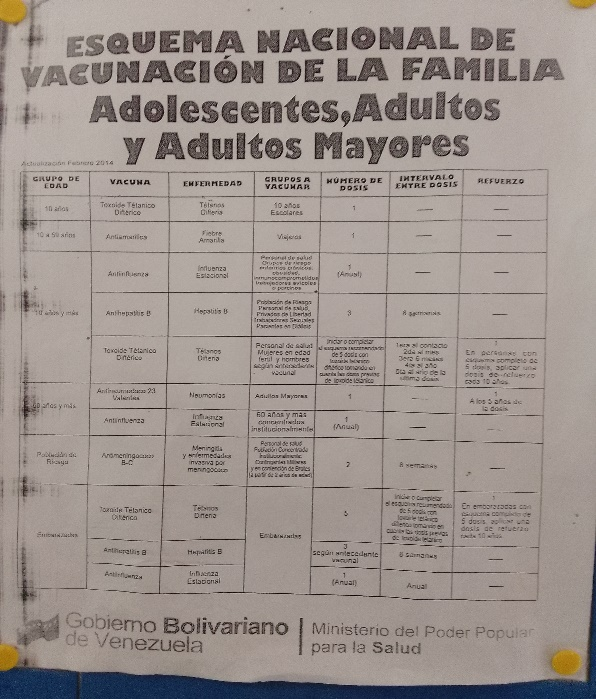 ESQUEMA NACIONAL DE
VACUNACIÓN DE LA FAMILIA
Adolescentes,Adultos
y Adultos Mayores
Actualización Febrero 2014
GRUPO DE EDAD
VACUNA
ENFERMEDAD
GRUPOS A VACUNAR
NÚMERO DE DOSIS
INTERVALO ENTRE DOSIS
REFUERZO
10 años
Toxoide Tétanico Diftérico
Tétanos Difteria
10 años Escolares
1
10 a 59 años
Antiamarílica
Fiebre Amarilla
Viajeros
1
10 años y más
Antiinfluenza
Influenza Estacional
Personal de salud
Grupos de riesgo
enfermos crónicos,
obesidad,
inmunocomprometidos
trabajadores avícolas
o porcinos
1
(Anual)
Antihepatitis B
Hepatitis B
Población de Riesgo
Personal de salud,
Privados de Libertad
Trabajadores Sexuales
Pacientes en Diálisis
3
8 semanas
Toxoide Tétanico Diftérico
Tétanos Difteria
Personal de salud
Mujeres en edad
fértil y hombres
según antecedente
vacunal
Iniciar o completar
el esquema recomendado
de 5 dosis con
toxoide tetánico
diftérico tomando en
cuenta las dosis previas
de toxoide tetánico
1era al contacto
2da al mes
3era 6 meses
4ta al año
5ta al año de la
última dosis
1
En personas con
esquema completo de
5 dosis, aplicar una
dosis de refuerzo
cada 10 años
años y más
Antineumococo 23 Valentes
Neumonías
Adultos Mayores
1
1
A los 5 años de
la dosis
Antiinfluenza
Influenza Estacional
60 años y más
concentrados
institucionalmente
1
(Anual)
Población de Riesgo
Antimeningococo B-C
Meningitis
y enfermedades
invasiva por
meningococo
Personal de salud
Población Concentrada
Institucionalmente,
Contingentes Militares
y en contención de Brotes
(a partir de 2 años de edad)
2
8 semanas
Embarazadas
Toxoide Tétanico Diftérico
Tétanos Difteria
Embarazadas
5
Iniciar o completar
el esquema recomendado
de 5 dosis con
toxoide tetánico
diftérico tomando en
cuenta las dosis previas
de toxoide tetánico
1
En embarazadas con
esquema completo de
5 dosis, aplicar una
dosis de refuerzo
cada 10 años
Antihepatitis B
Hepatitis B
3
según antecedente
vacunal
8 semanas
Antiinfluenza
Influenza Estacional
1
(Anual)
Anual
Gobierno Bolivariano
de Venezuela
Ministerio del Poder Popular
para la Salud